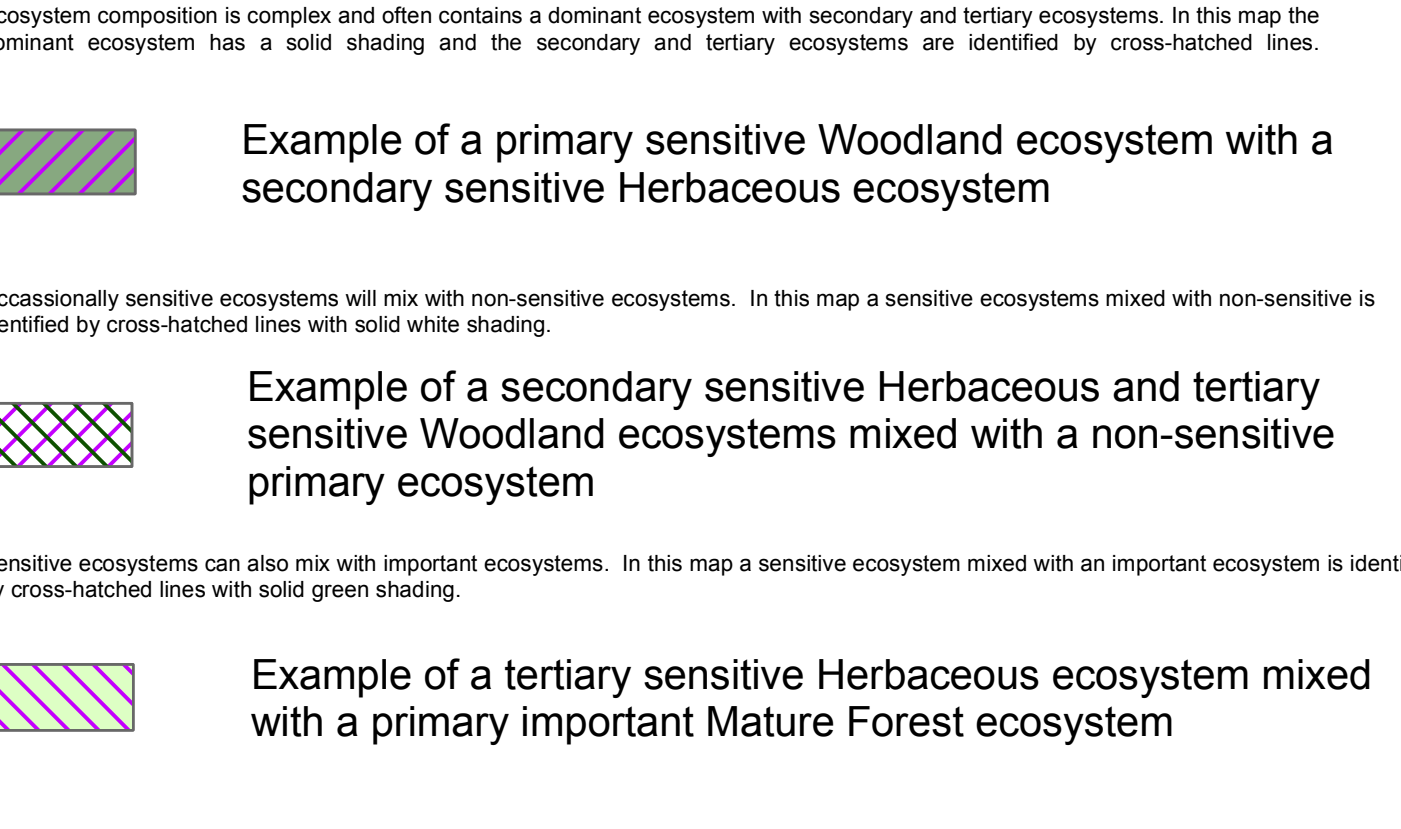 cosystem composition is complex and often contains a dominant ecosystem with secondary and tertiary ecosystems. In this map the
ominant ecosystem has a solid shading and the secondary and tertiary ecosystems are identified by cross-hatched lines.
Example of a primary sensitive Woodland ecosystem with a
secondary sensitive Herbaceous ecosystem
ccassionally sensitive ecosystems will mix with non-sensitive ecosystems. In this map a sensitive ecosystems mixed with non-sensitive is
entified by cross-hatched lines with solid white shading.
Example of a secondary sensitive Herbaceous and tertiary
sensitive Woodland ecosystems mixed with a non-sensitive
primary ecosystem
ensitive ecosystems can also mix with important ecosystems. In this map a sensitive ecosystem mixed with an important ecosystem is identi
y cross-hatched lines with solid green shading.
Example of a tertiary sensitive Herbaceous ecosystem mixed
with a primary important Mature Forest ecosystem